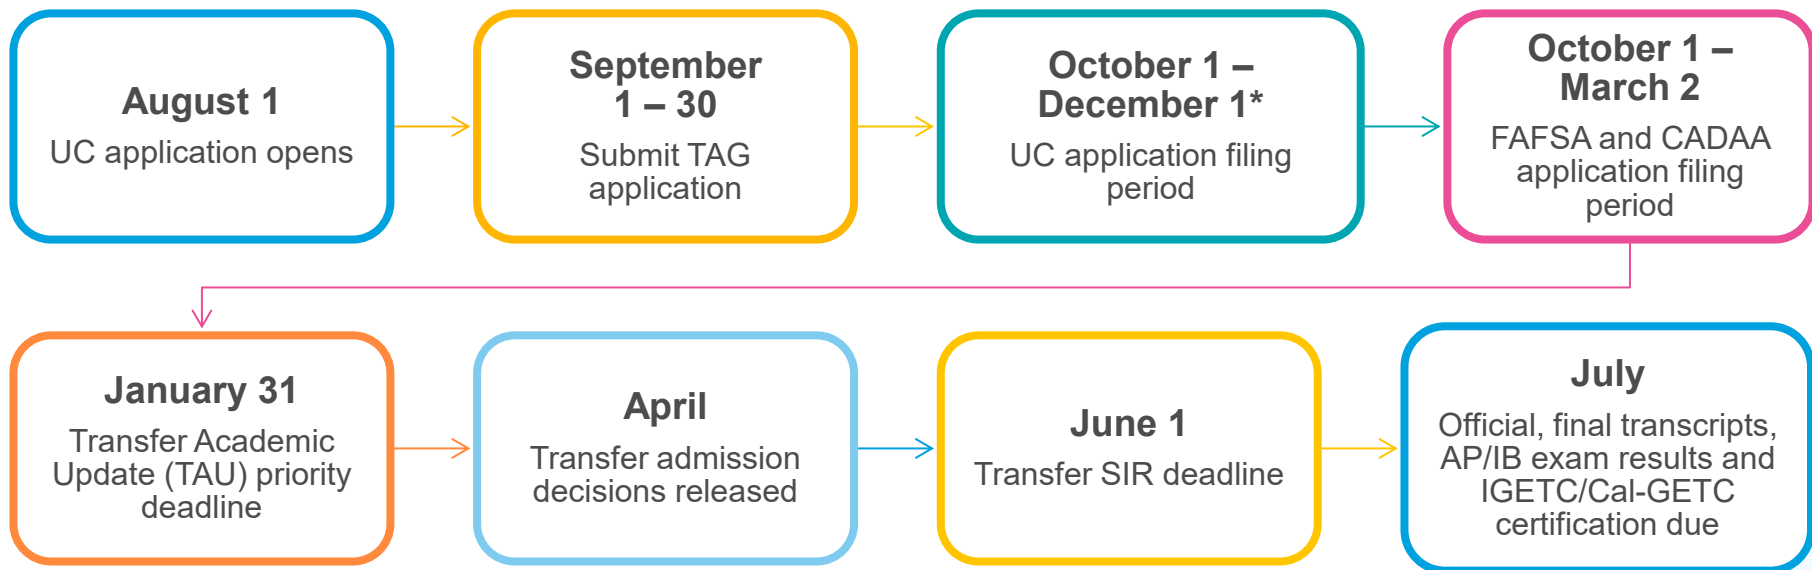 August 1
UC application opens
September
1 – 30
Submit TAG
application
October 1 –
December 1*
UC application filing
period
October 1 –
March 2
FAFSA and CADAA
application filing
period
January 31
Transfer Academic
Update (TAU) priority
deadline
April
Transfer admission
decisions released
June 1
Transfer SIR deadline
July
Official, final transcripts,
AP/IB exam results and
IGETC/Cal-GETC
certification due